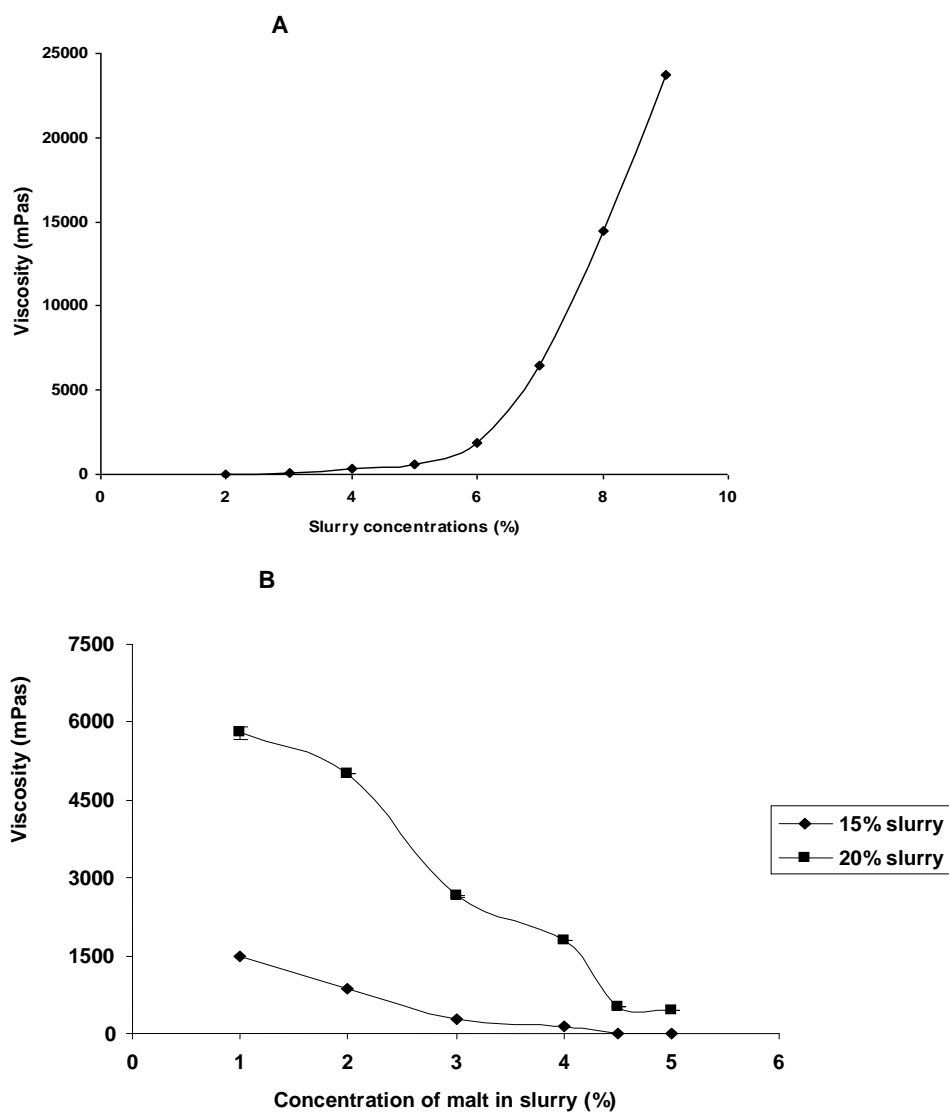 A
25000
20000
15000
10000
5000
0
Viscosity (mPas)
0 2 4 6 8 10
Slurry concentrations (%)
B
7500
6000
4500
3000
1500
0
Viscosity (mPas)
15% slurry
20% slurry
0 1 2 3 4 5 6
Concentration of malt in slurry (%)